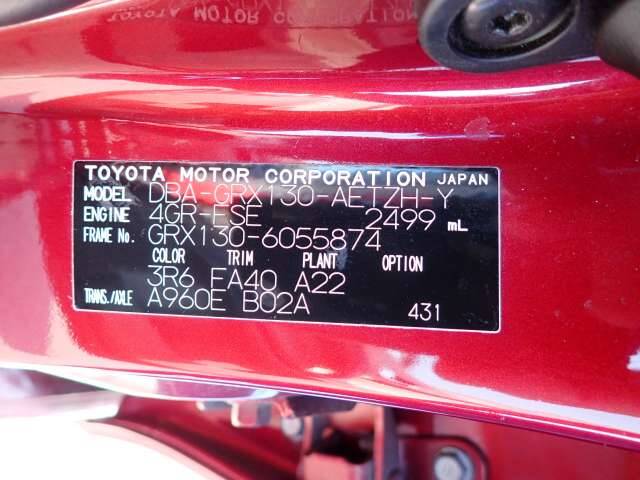 TOYOTA MOTOR CORPORATION JAPAN
MODEL DBA-GRX130-AETZH-Y
ENGINE 4GR-FSE 2499 mL
FRAME No. GRX130-6055874
COLOR TRIM PLANT OPTION
3R6 FA40 A22
TRANS./AXLE A960E B02A 431